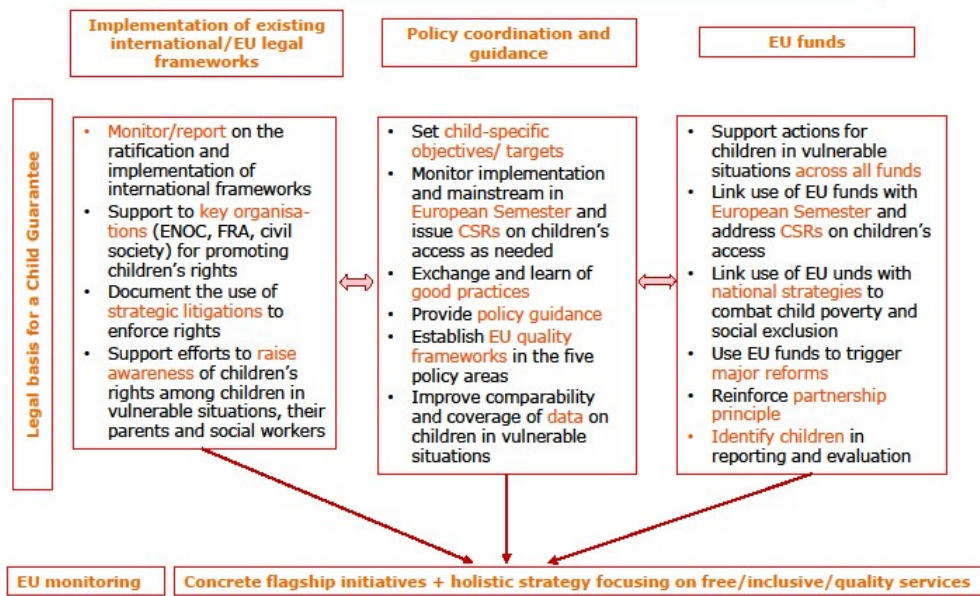 Implementation of existing
international/EU legal
frameworks
Policy coordination and
guidance
EU funds
Legal basis for a Child Guarantee
• Monitor/report on the
ratification and
implementation of
international frameworks
• Support to key organisa-
tions (ENOC, FRA, civil
society) for promoting
children's rights
• Document the use of
strategic litigations to
enforce rights
• Support efforts to raise
awareness of children's
rights among children in
vulnerable situations, their
parents and social workers
• Set child-specific
objectives/ targets
• Monitor implementation
and mainstream in
European Semester and
issue CSRs on children's
access as needed
• Exchange and learn of
good practices
• Provide policy guidance
• Establish EU quality
frameworks in the five
policy areas
• Improve comparability
and coverage of data on
children in vulnerable
situations
• Support actions for
children in vulnerable
situations across all funds
• Link use of EU funds with
European Semester and
address CSRs on children's
access
• Link use of EU unds with
national strategies to
combat child poverty and
social exclusion
• Use EU funds to trigger
major reforms
• Reinforce partnership
principle
• Identify children in
reporting and evaluation
EU monitoring
Concrete flagship initiatives + holistic strategy focusing on free/inclusive/quality services